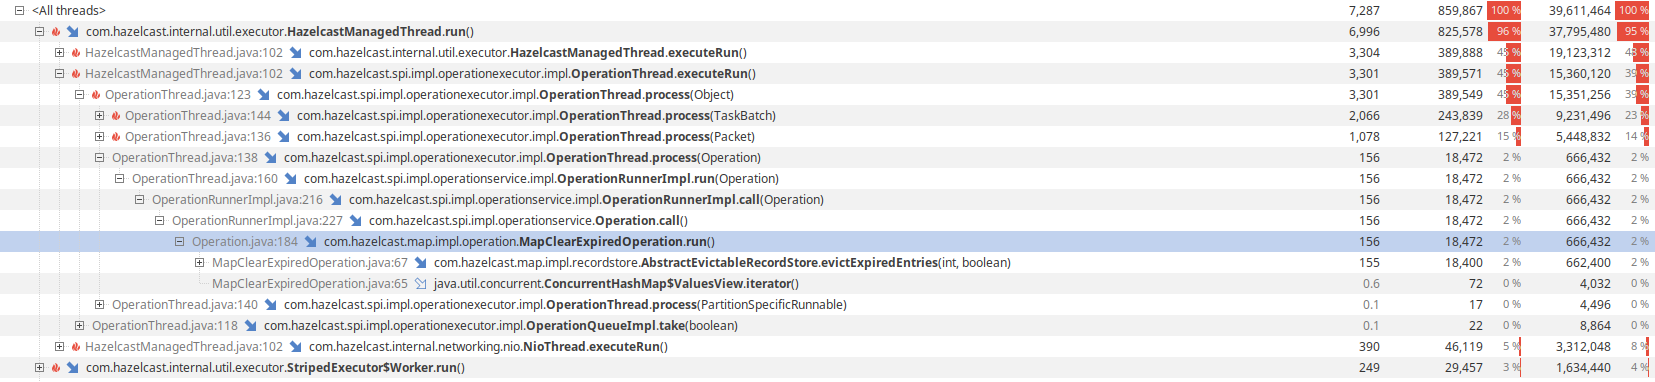 <All threads> 7,287 859,867 100 % 39,611,464 100 %
com.hazelcast.internal.util.executor.HazelcastManagedThread.run() 6,996 825,578 96 % 37,795,480 95 %
HazelcastManagedThread.java:102 com.hazelcast.internal.util.executor.HazelcastManagedThread.executeRun() 3,304 389,888 45 % 19,123,312 48 %
HazelcastManagedThread.java:102 com.hazelcast.spi.impl.operationexecutor.impl.OperationThread.executeRun() 3,301 389,571 45 % 15,360,120 39 %
OperationThread.java:123 com.hazelcast.spi.impl.operationexecutor.impl.OperationThread.process(Object) 3,301 389,549 45 % 15,351,256 39 %
OperationThread.java:144 com.hazelcast.spi.impl.operationexecutor.impl.OperationThread.process(TaskBatch) 2,066 243,839 28 % 9,231,496 23 %
OperationThread.java:136 com.hazelcast.spi.impl.operationexecutor.impl.OperationThread.process(Packet) 1,078 127,221 15 % 5,448,832 14 %
OperationThread.java:138 com.hazelcast.spi.impl.operationexecutor.impl.OperationThread.process(Operation) 156 18,472 2 % 666,432 2 %
OperationThread.java:160 com.hazelcast.spi.impl.operationservice.impl.OperationRunnerImpl.run(Operation) 156 18,472 2 % 666,432 2 %
OperationRunnerImpl.java:216 com.hazelcast.spi.impl.operationservice.impl.OperationRunnerImpl.call(Operation) 156 18,472 2 % 666,432 2 %
OperationRunnerImpl.java:227 com.hazelcast.spi.impl.operationservice.Operation.call() 156 18,472 2 % 666,432 2 %
Operation.java:184 com.hazelcast.map.impl.operation.MapClearExpiredOperation.run() 156 18,472 2 % 666,432 2 %
MapClearExpiredOperation.java:67 com.hazelcast.map.impl.recordstore.AbstractEvictableRecordStore.evictExpiredEntries(int, boolean) 155 18,400 2 % 662,400 2 %
MapClearExpiredOperation.java:65 java.util.concurrent.ConcurrentHashMap$ValuesView.iterator() 0.6 72 0 % 4,032 0 %
OperationThread.java:140 com.hazelcast.spi.impl.operationexecutor.impl.OperationThread.process(PartitionSpecificRunnable) 0.1 17 0 % 4,496 0 %
OperationThread.java:118 com.hazelcast.spi.impl.operationexecutor.impl.OperationQueueImpl.take(boolean) 0.1 22 0 % 8,864 0 %
HazelcastManagedThread.java:102 com.hazelcast.internal.networking.nio.NioThread.executeRun() 390 46,119 5 % 3,312,048 8 %
com.hazelcast.internal.util.executor.StripedExecutor$Worker.run() 249 29,457 3 % 1,634,440 4 %